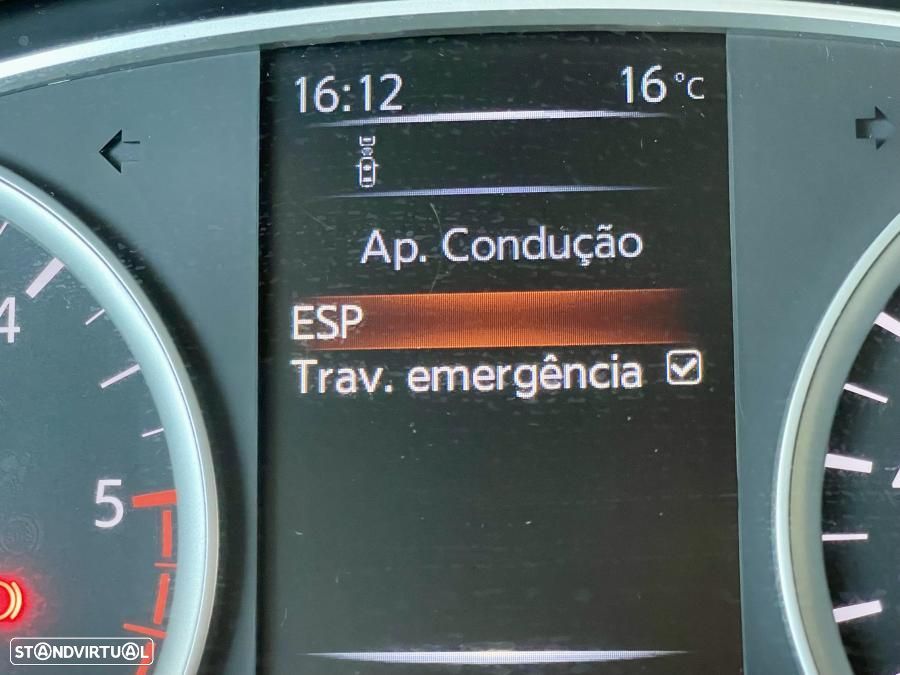 16:12 16 °C
Ap. Condução
ESP
Trav. emergência
4
5
STANDVIRTUAL